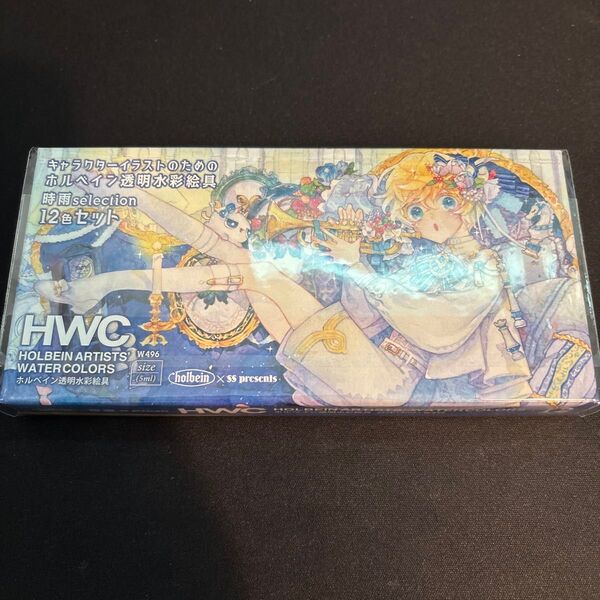 キャラクターイラストのための
ホルベイン透明水彩絵具
時雨selection
12色セット
HWC
HOLBEIN ARTISTS'
WATER COLORS
ホルベイン透明水彩絵具
W496
size
(5ml)
holbein × SS presents
HWC